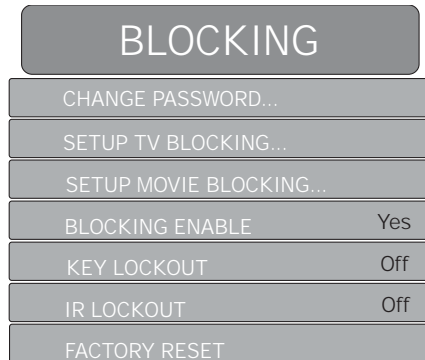 BLOCKING
CHANGE PASSWORD...
SETUP TV BLOCKING...
SETUP MOVIE BLOCKING...
BLOCKING ENABLE Yes
KEY LOCKOUT Off
IR LOCKOUT Off
FACTORY RESET